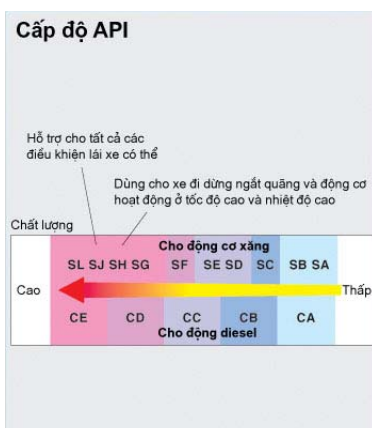 Cấp độ API
Hỗ trợ cho tất cả các
điều khiện lái xe có thể
Dùng cho xe đi dừng ngắt quãng và động cơ
hoạt động ở tốc độ cao và nhiệt độ cao
Chất lượng
Cho động cơ xăng
SL SJ SH SG SF SE SD SC SB SA
Cao
Thấp
CE CD CC CB CA
Cho động diesel